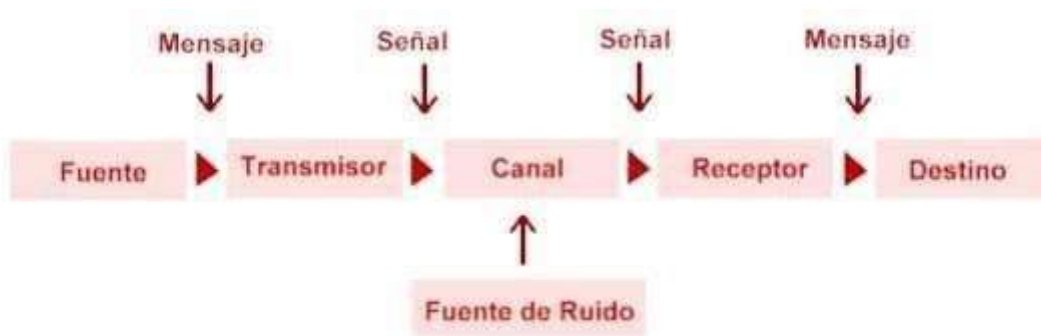 Mensaje Señal Señal Mensaje
Fuente Transmisor Canal Receptor Destino
Fuente de Ruido